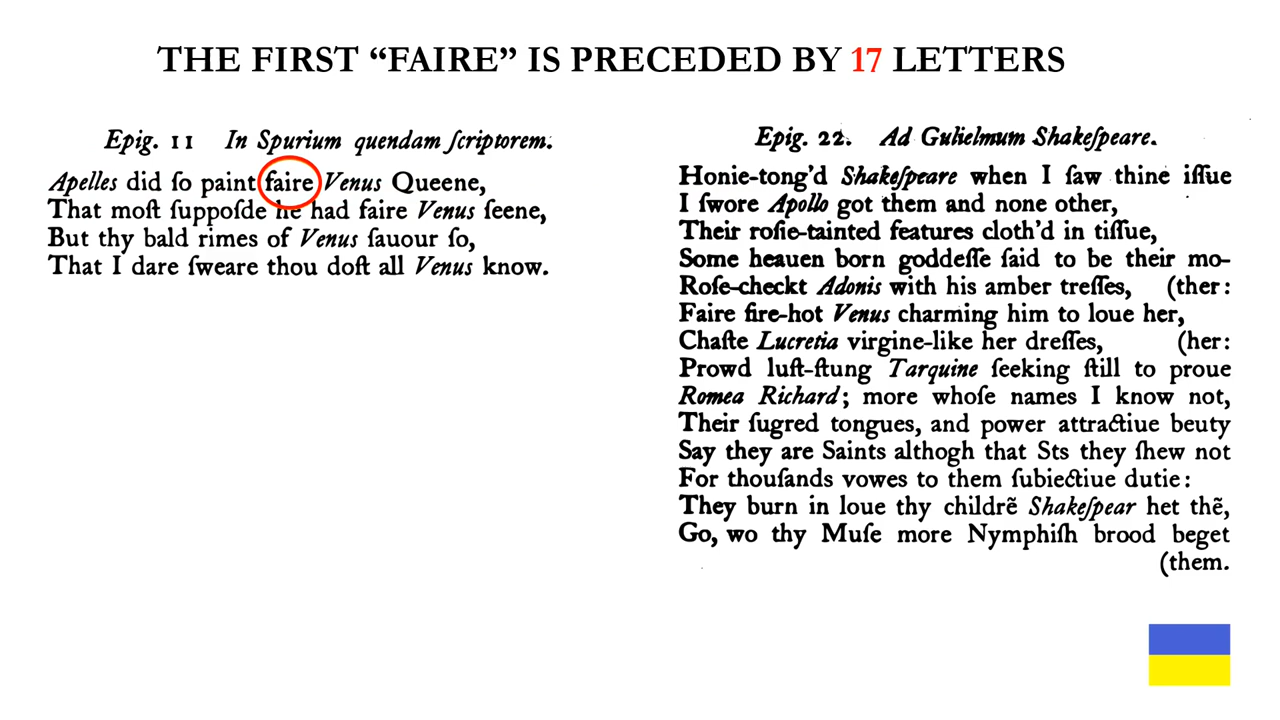 THE FIRST “FAIRE” IS PRECEDED BY 17 LETTERS
Epig. 11 In Spurium quendam ſcriptorem.
Apelles did ſo paint faire Venus Queene,
That moſt ſuppoſde he had faire Venus ſeene,
But thy bald rimes of Venus ſauour ſo,
That I dare ſweare thou doſt all Venus know.
Epig. 22. Ad Gulielmum Shakeſpeare.
Honie-tong'd Shakeſpeare when I ſaw thine iſſue
I ſwore Apollo got them and none other,
Their roſie-tainted features cloth'd in tiſſue,
Some heauen born goddeſſe ſaid to be their mo-
Roſe-checkt Adonis with his amber treſſes, (ther:
Faire fire-hot Venus charming him to loue her,
Chaſte Lucretia virgine-like her dreſſes, (her:
Prowd luſt-ſtung Tarquine ſeeking ſtill to proue
Romea Richard; more whoſe names I know not,
Their ſugred tongues, and power attractiue beuty
Say they are Saints althogh that Sts they ſhew not
For thouſands vowes to them ſubiectiue dutie:
They burn in loue thy childrẽ Shakeſpear het thẽ,
Go, wo thy Muſe more Nymphiſh brood beget
(them.